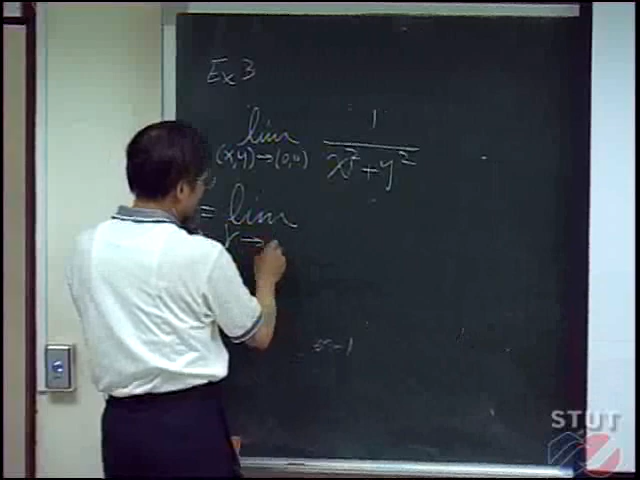 Ex 3
lim 1/(x²+y²)
(x,y)→(0,0)
= lim
r→
STUT